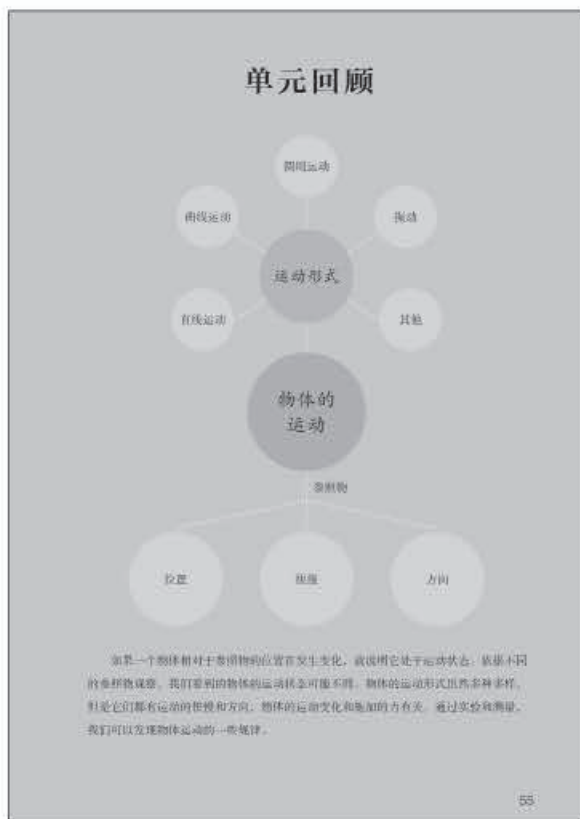 单元回顾
圆周运动
曲线运动
振动
运动形式
直线运动
其他
物体的
运动
参照物
位置
快慢
方向
如果一个物体相对于参照物的位置在发生变化，就说明它处于运动状态。依据不同
的参照物观察，我们看到的物体的运动状态可能不同。物体的运动形式虽然多种多样，
但是它们都有运动的快慢和方向。物体的运动变化和施加的力有关。通过实验和测量，
我们可以发现物体运动的一些规律。
55